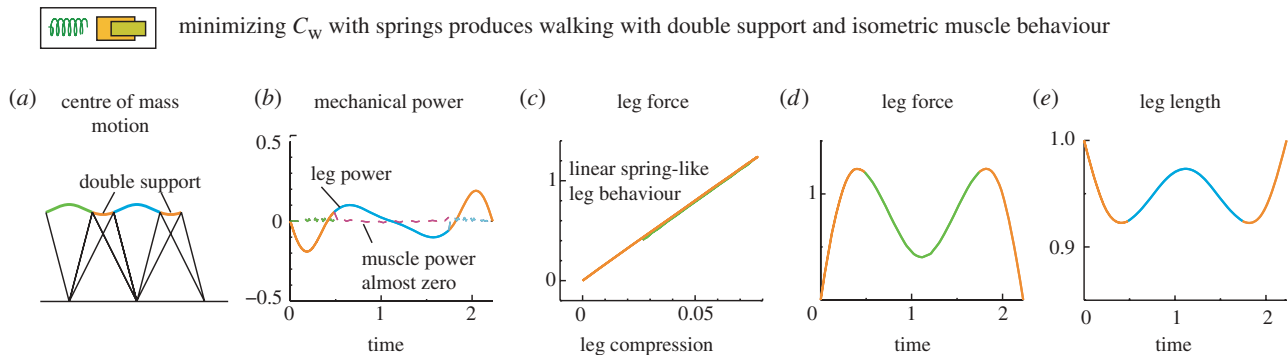 minimizing C_W with springs produces walking with double support and isometric muscle behaviour
(a) centre of mass
motion
double support
(b) mechanical power
0.5
leg power
0
muscle power
almost zero
−0.5
0 1 2
time
(c) leg force
linear spring-like
leg behaviour
1
0
0 0.05
leg compression
(d) leg force
1
0 1 2
time
(e) leg length
1.0
0.9
0 1 2
time